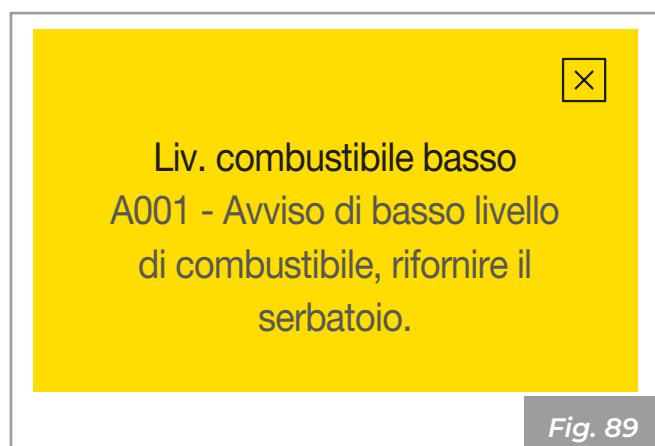 Liv. combustibile basso
A001 - Avviso di basso livello
di combustibile, rifornire il
serbatoio.
Fig. 89